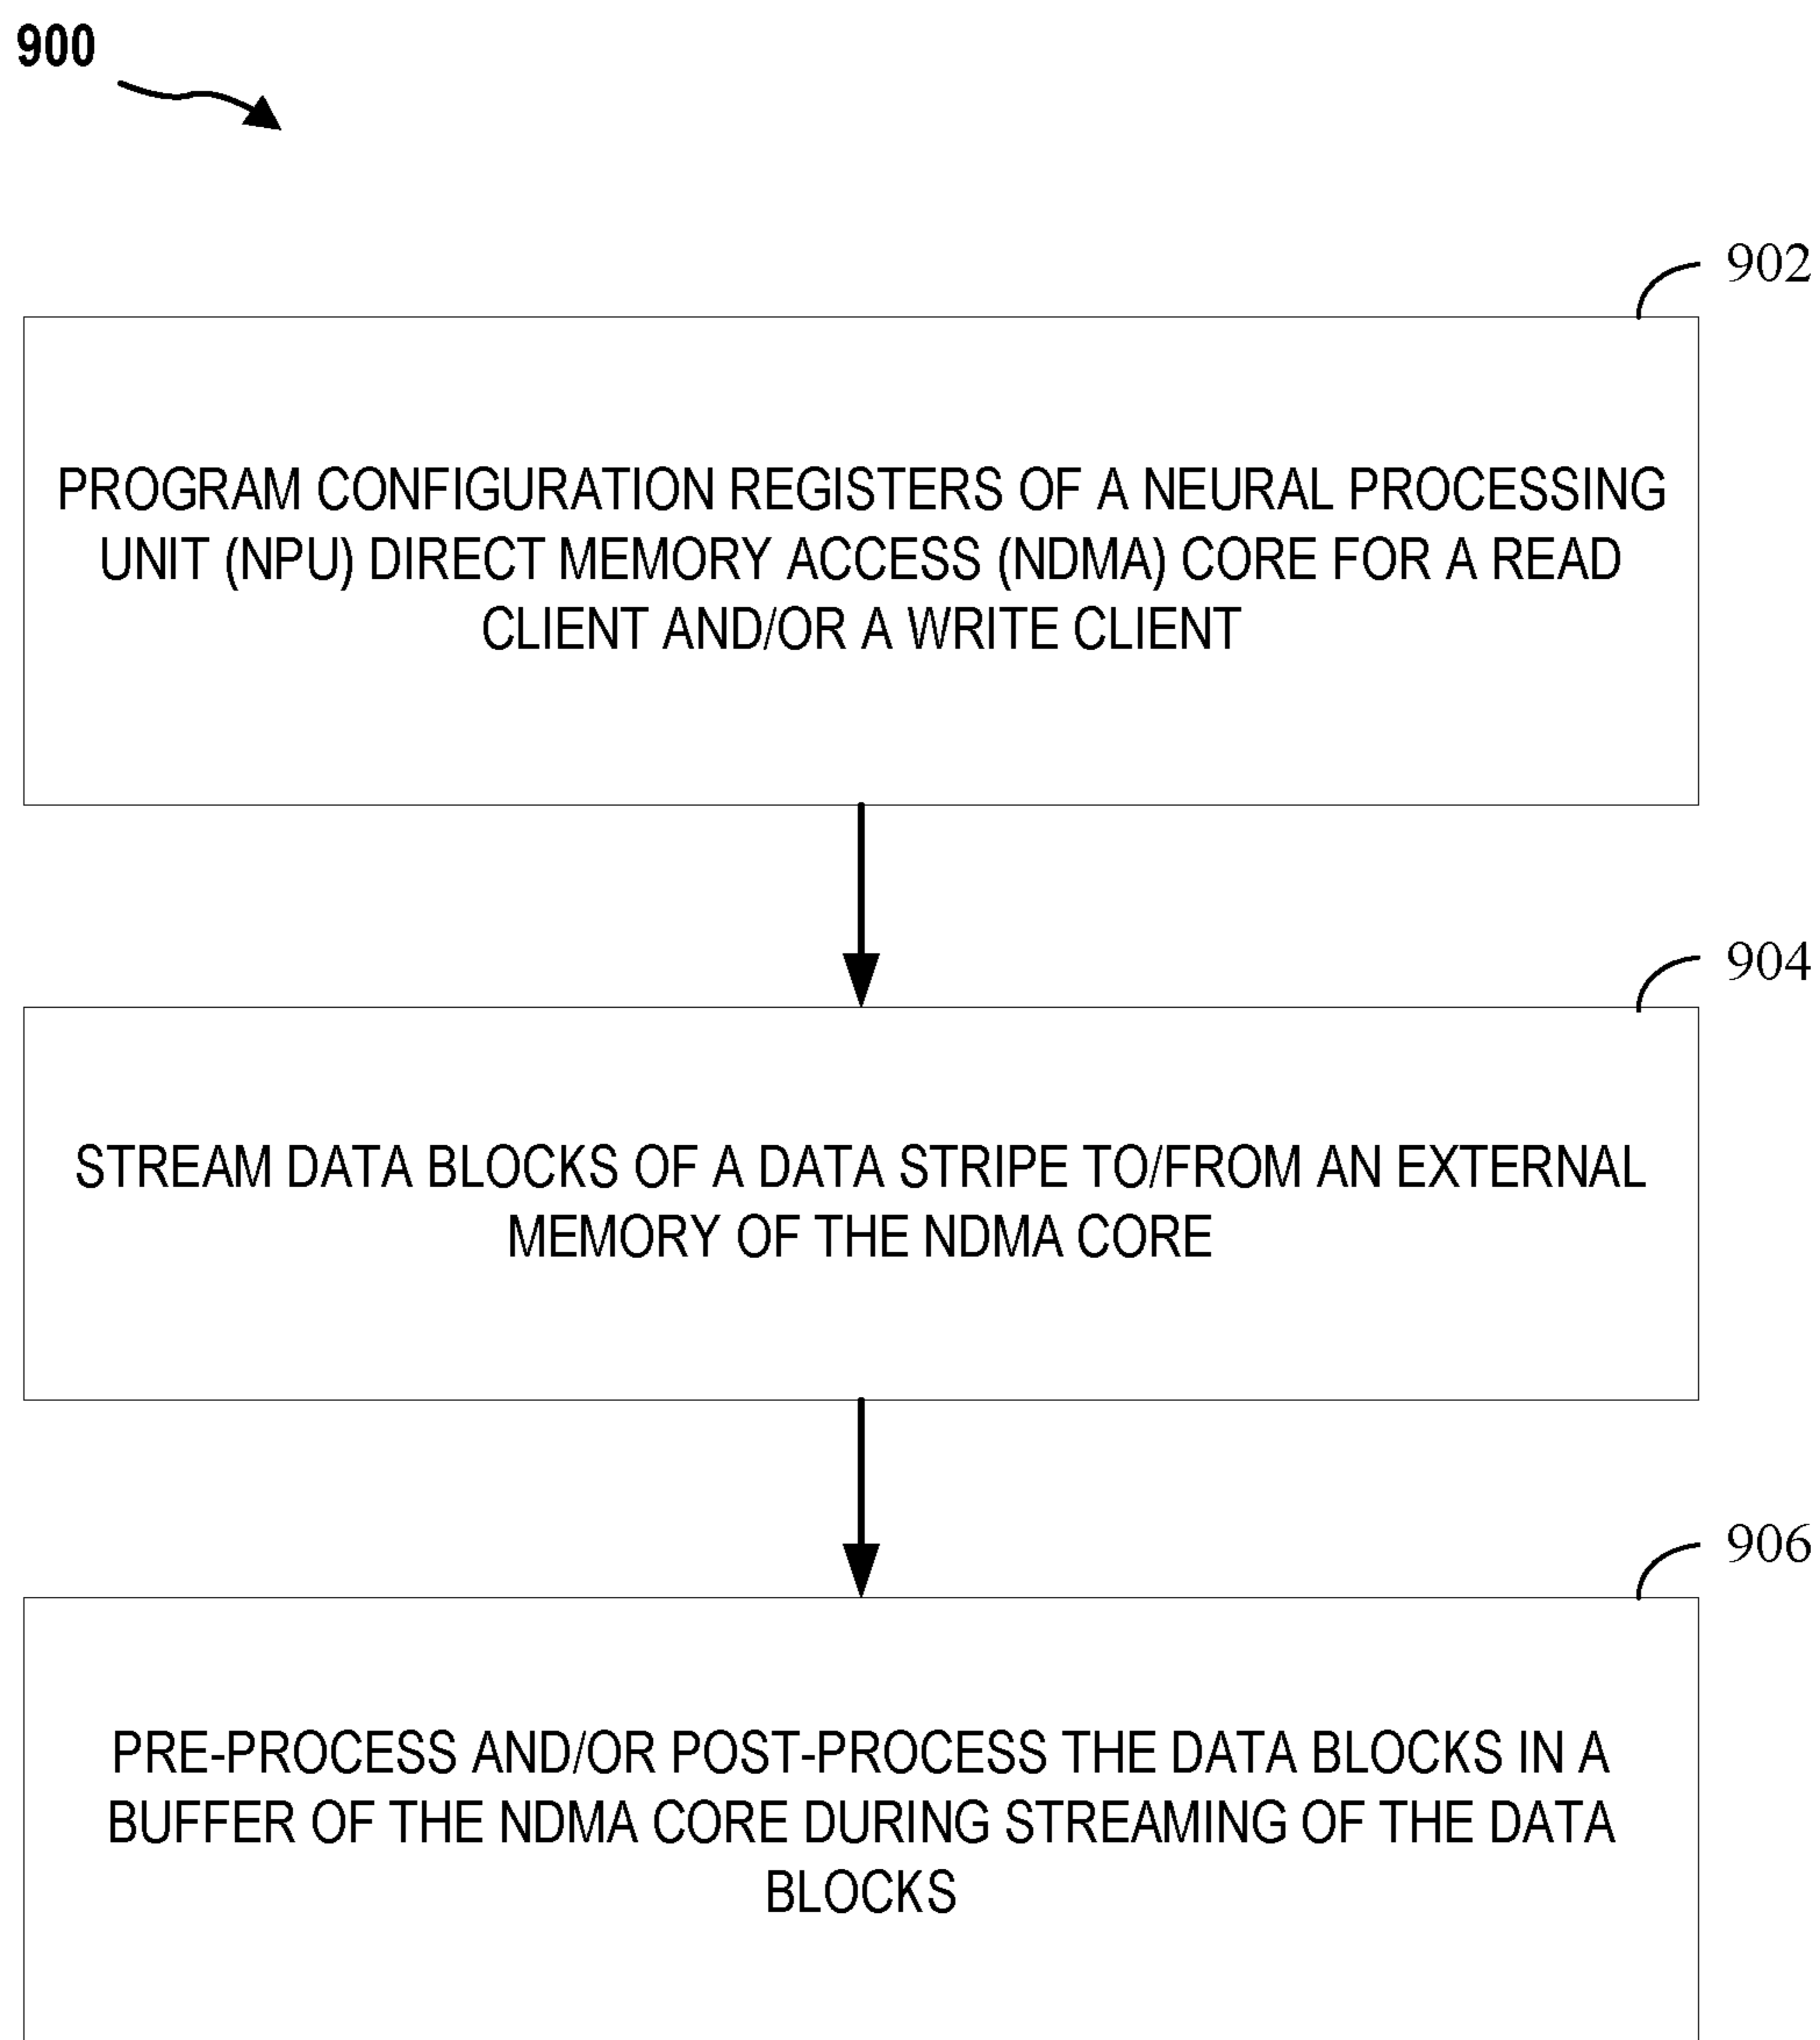 900
902
PROGRAM CONFIGURATION REGISTERS OF A NEURAL PROCESSING
UNIT (NPU) DIRECT MEMORY ACCESS (NDMA) CORE FOR A READ
CLIENT AND/OR A WRITE CLIENT
904
STREAM DATA BLOCKS OF A DATA STRIPE TO/FROM AN EXTERNAL
MEMORY OF THE NDMA CORE
906
PRE-PROCESS AND/OR POST-PROCESS THE DATA BLOCKS IN A
BUFFER OF THE NDMA CORE DURING STREAMING OF THE DATA
BLOCKS